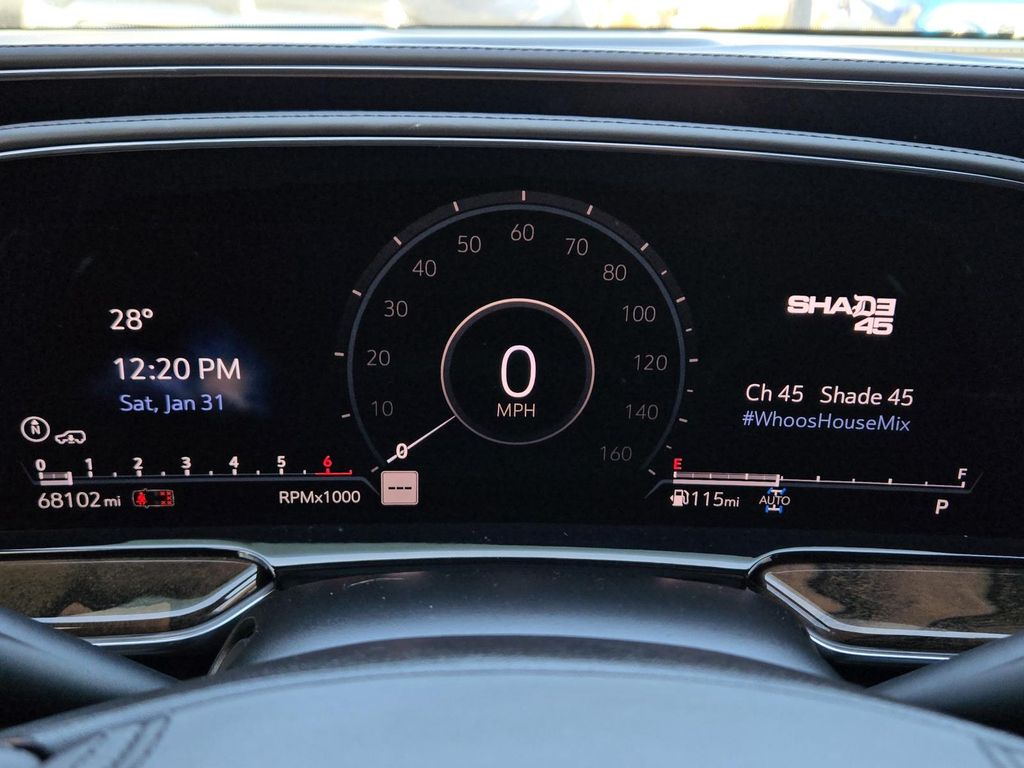 28°
12:20 PM
Sat, Jan 31
N
0 1 2 3 4 5 6
68102 mi
RPMx1000
0 10 20 30 40 50 60 70 80 100 120 140 160
0
MPH
---
SHADE
45
Ch 45 Shade 45
#WhoosHouseMix
E F
115mi
AUTO
P